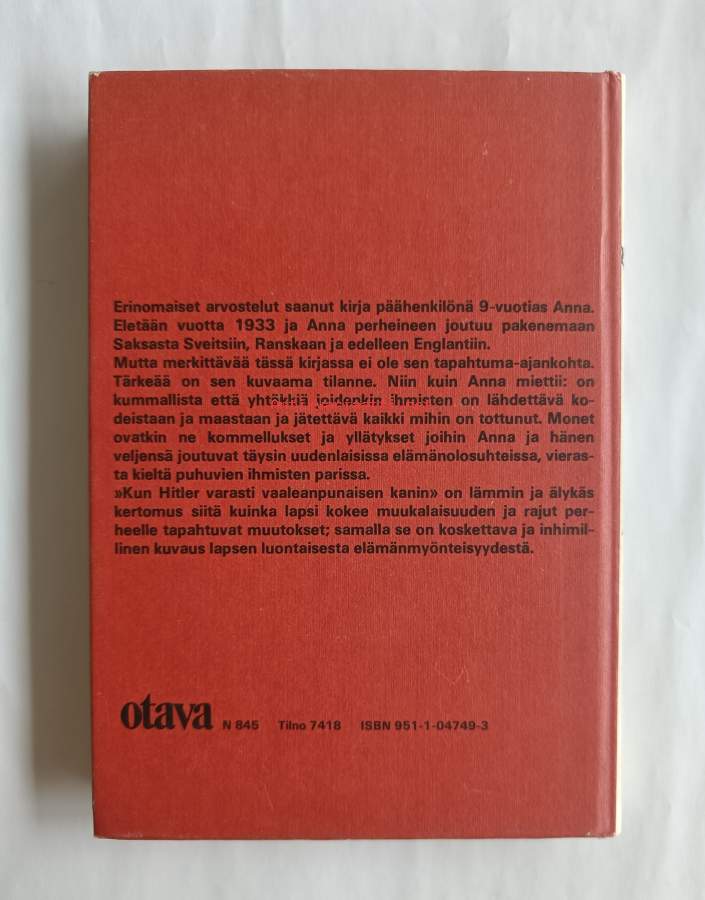 Erinomaiset arvostelut saanut kirja päähenkilönä 9-vuotias Anna.
Eletään vuotta 1933 ja Anna perheineen joutuu pakenemaan
Saksasta Sveitsiin, Ranskaan ja edelleen Englantiin.
Mutta merkittävää tässä kirjassa ei ole sen tapahtuma-ajankohta.
Tärkeää on sen kuvaama tilanne. Niin kuin Anna miettii: on
kummallista että yhtäkkiä joidenkin ihmisten on lähdettävä ko-
deistaan ja maastaan ja jätettävä kaikki mihin on tottunut. Monet
ovatkin ne kommellukset ja yllätykset joihin Anna ja hänen
veljensä joutuvat täysin uudenlaisissa elämänolosuhteissa, vieras-
ta kieltä puhuvien ihmisten parissa.
»Kun Hitler varasti vaaleanpunaisen kanin» on lämmin ja älykäs
kertomus siitä kuinka lapsi kokee muukalaisuuden ja rajut per-
heelle tapahtuvat muutokset; samalla se on koskettava ja inhimil-
linen kuvaus lapsen luontaisesta elämänmyönteisyydestä.
otava N 845 Tilno 7418 ISBN 951-1-04749-3